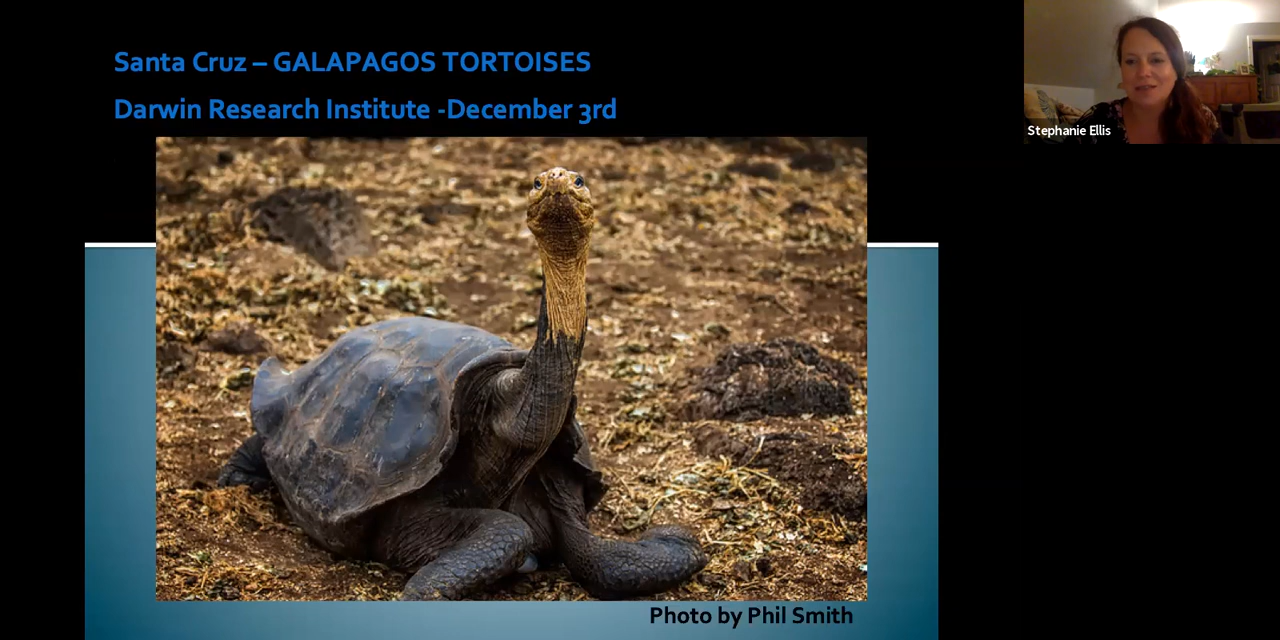 Santa Cruz – GALAPAGOS TORTOISES
Darwin Research Institute -December 3rd
Stephanie Ellis
Photo by Phil Smith